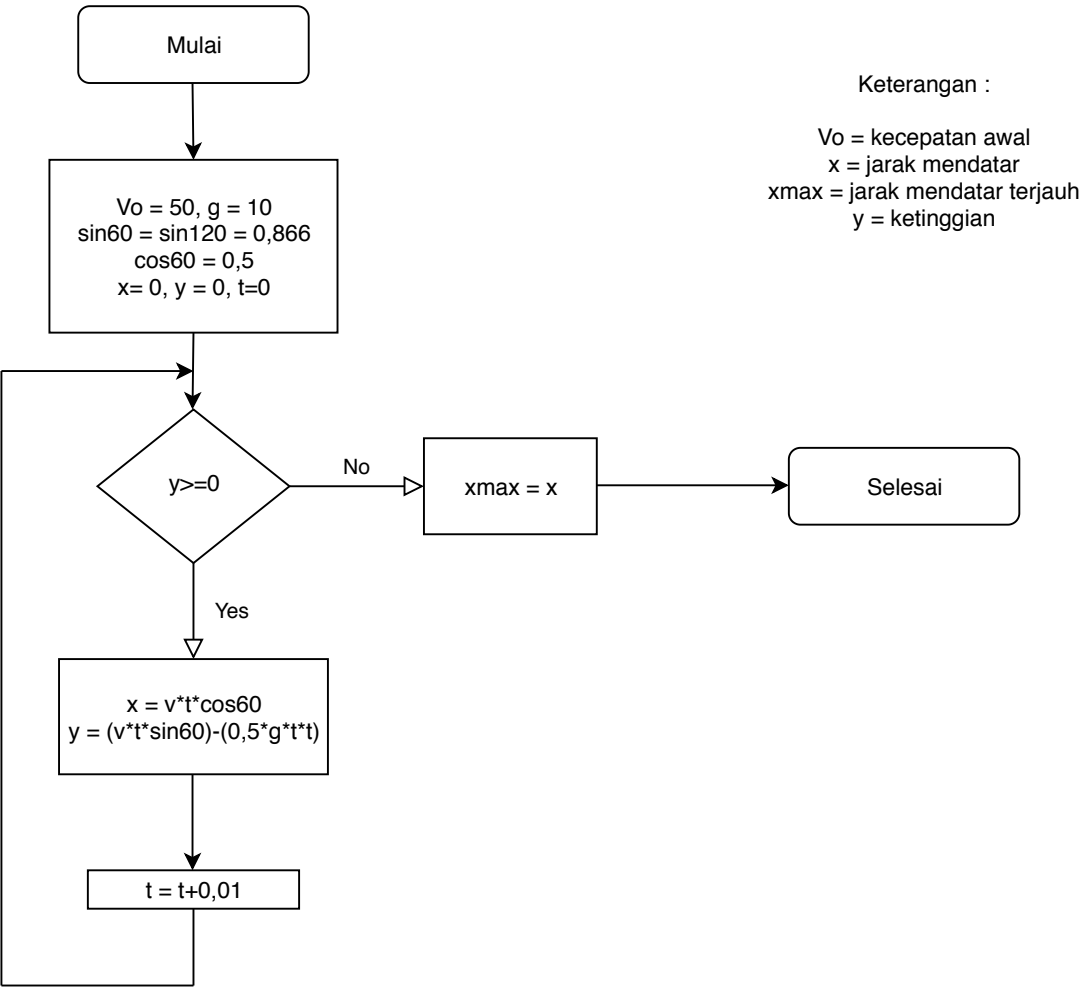 Mulai
Keterangan :
Vo = kecepatan awal
x = jarak mendatar
xmax = jarak mendatar terjauh
y = ketinggian
Vo = 50, g = 10
sin60 = sin120 = 0,866
cos60 = 0,5
x= 0, y = 0, t=0
y>=0
No
xmax = x
Selesai
Yes
x = v*t*cos60
y = (v*t*sin60)-(0,5*g*t*t)
t = t+0,01